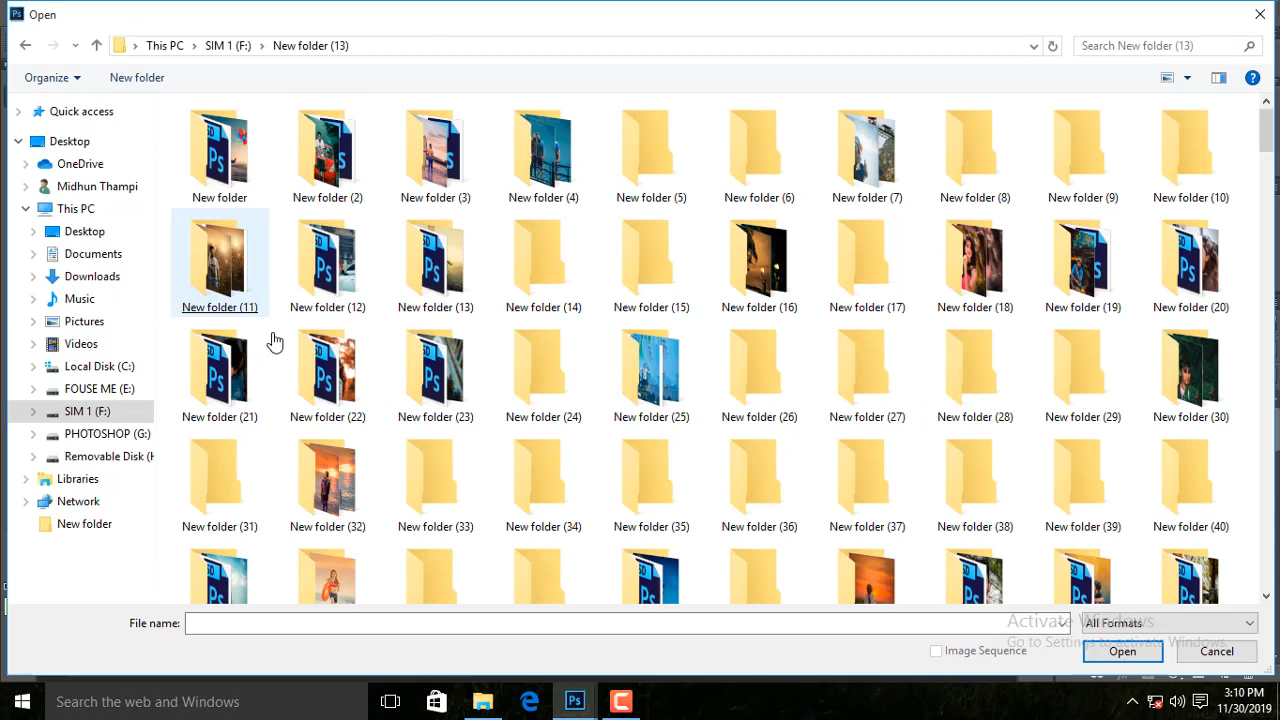 Open
This PC > SIM 1 (F:) > New folder (13)
Search New folder (13)
Organize
New folder
Quick access
Desktop
OneDrive
Midhun Thampi
This PC
Desktop
Documents
Downloads
Music
Pictures
Videos
Local Disk (C:)
FOUSE ME (E:)
SIM 1 (F:)
PHOTOSHOP (G:)
Removable Disk (H
Libraries
Network
New folder
New folder New folder (2) New folder (3) New folder (4) New folder (5) New folder (6) New folder (7) New folder (8) New folder (9) New folder (10)
New folder (11) New folder (12) New folder (13) New folder (14) New folder (15) New folder (16) New folder (17) New folder (18) New folder (19) New folder (20)
New folder (21) New folder (22) New folder (23) New folder (24) New folder (25) New folder (26) New folder (27) New folder (28) New folder (29) New folder (30)
New folder (31) New folder (32) New folder (33) New folder (34) New folder (35) New folder (36) New folder (37) New folder (38) New folder (39) New folder (40)
File name:
All Formats
Activate Windows
Go to Settings to activate Windows.
Image Sequence
Open
Cancel
Search the web and Windows
3:10 PM
11/30/2019